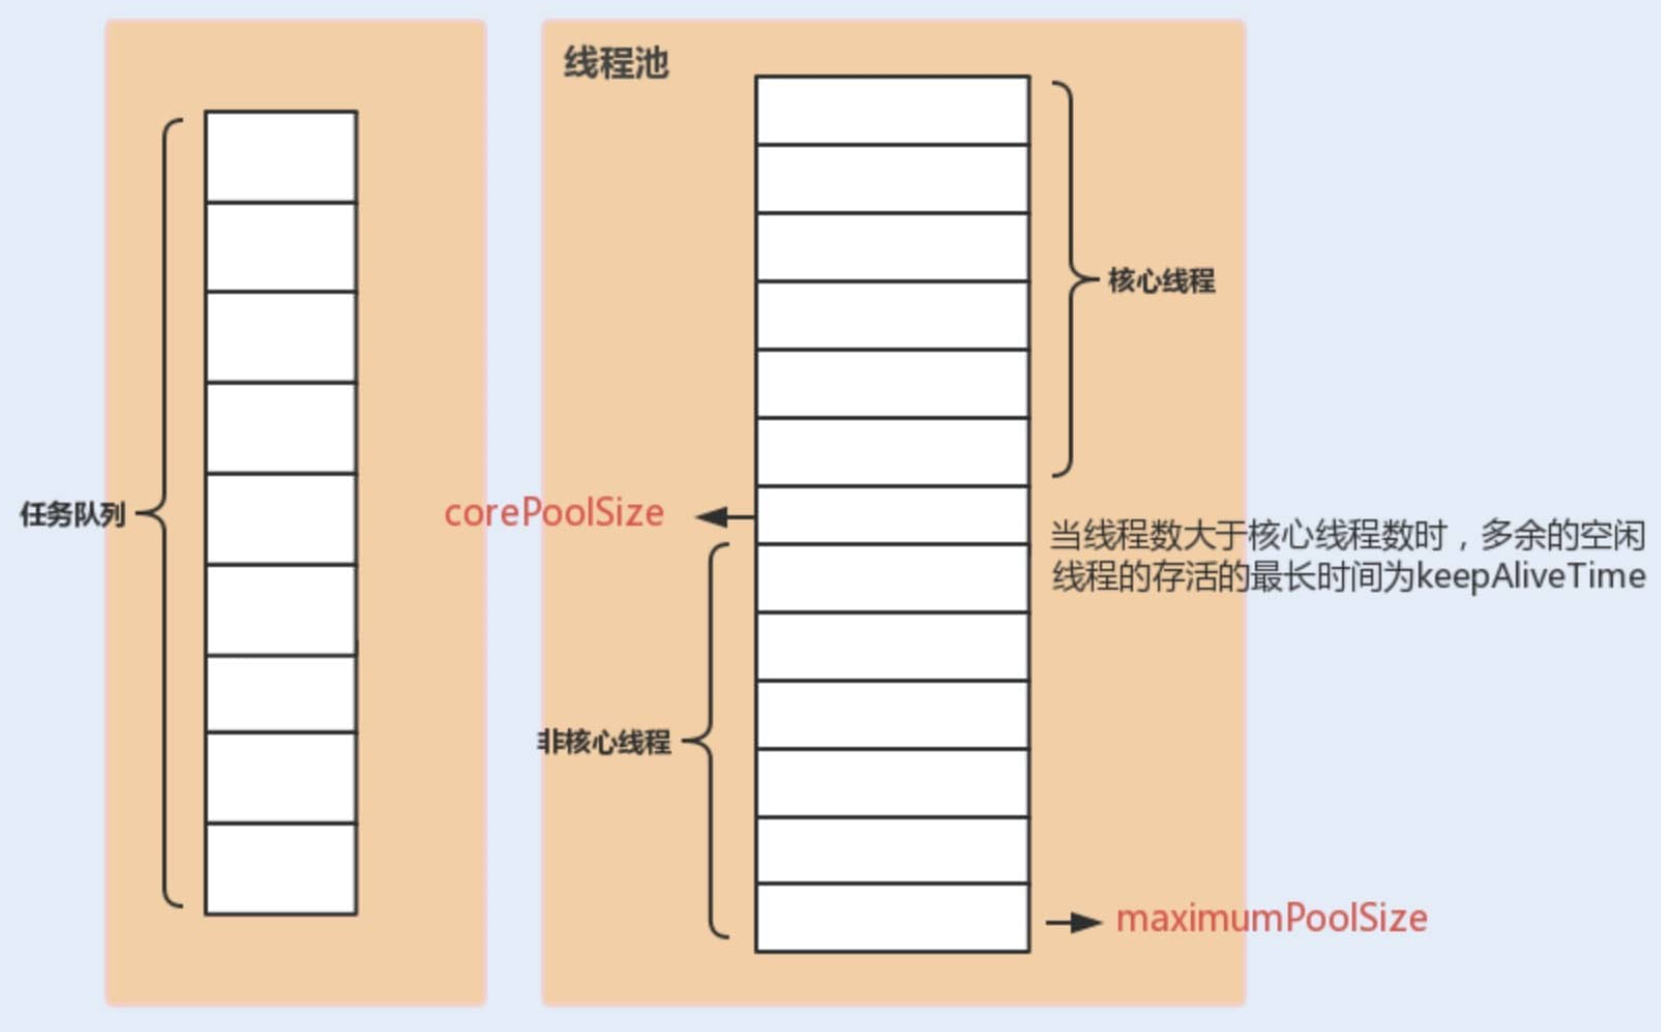 线程池
核心线程
任务队列
corePoolSize
当线程数大于核心线程数时，多余的空闲
线程的存活的最长时间为keepAliveTime
非核心线程
maximumPoolSize